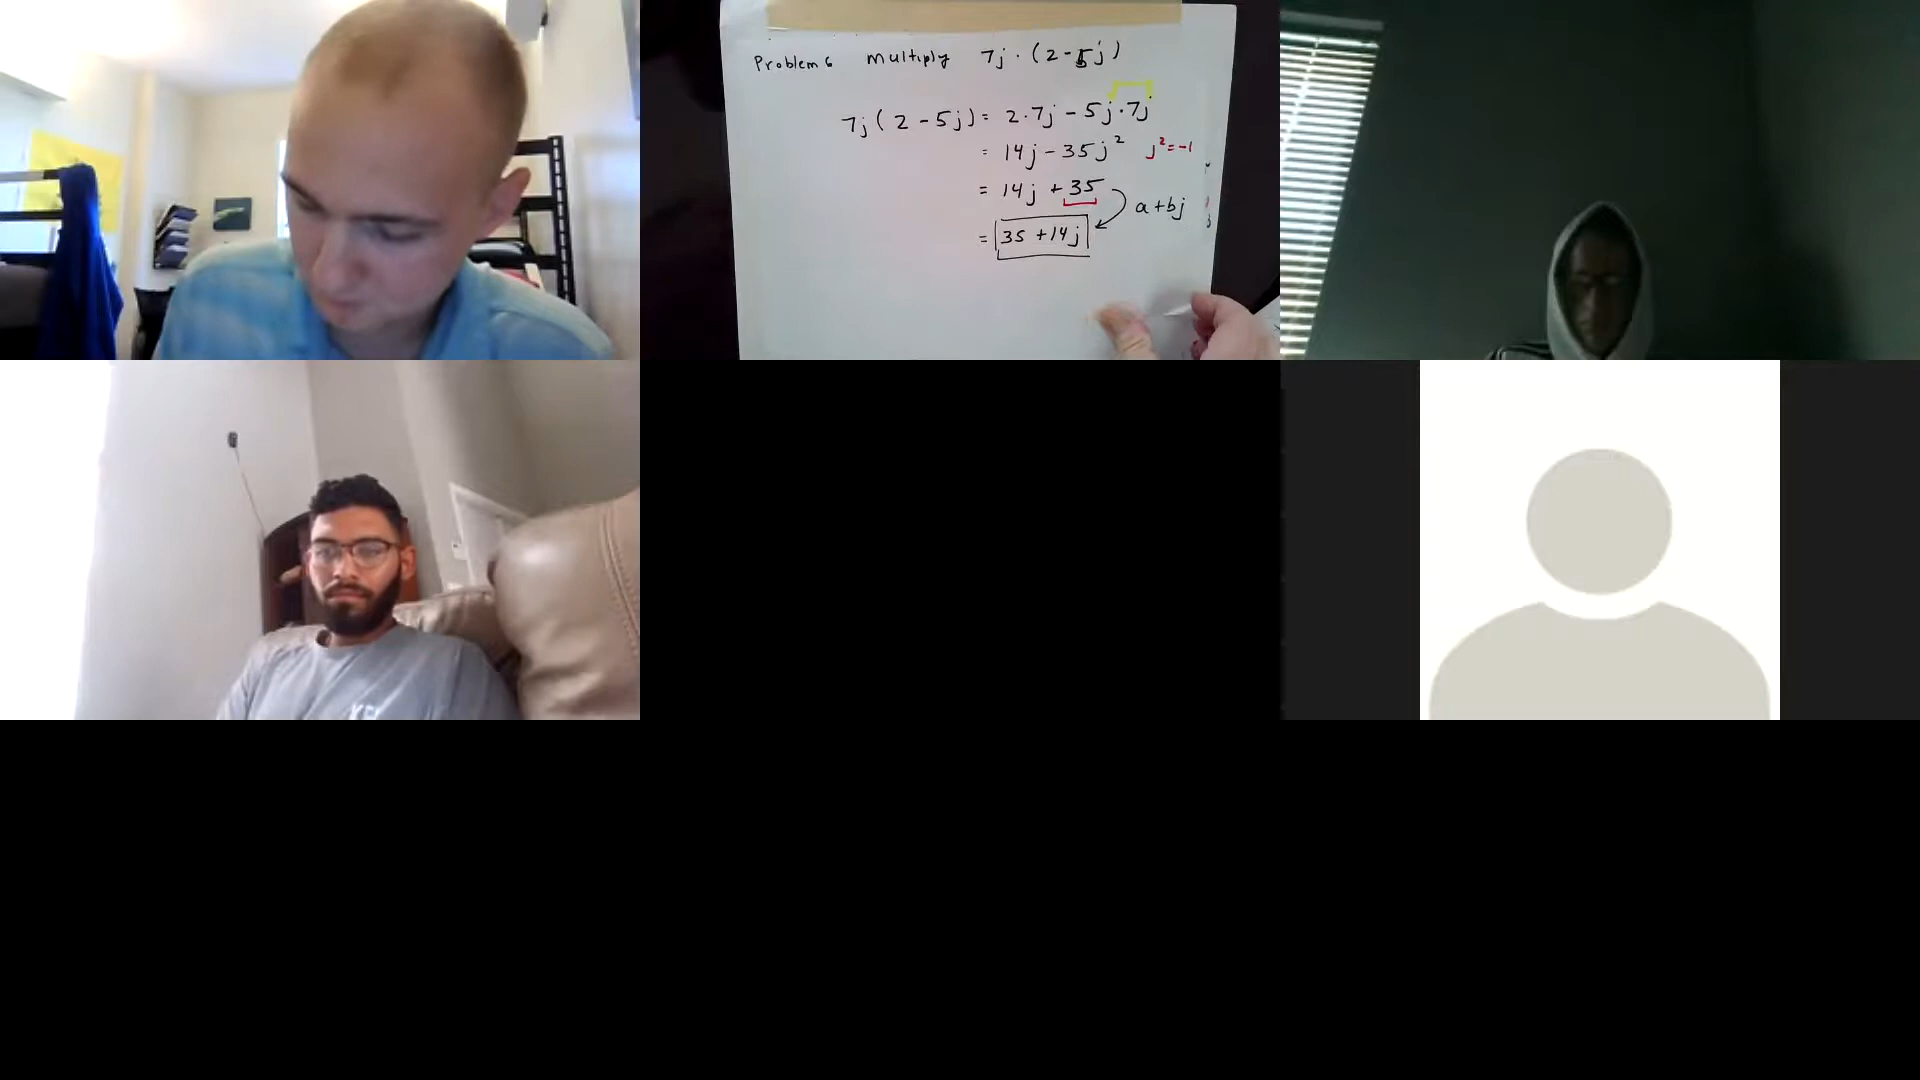 Problem 6 multiply 7j · (2-5j)
7j(2-5j) = 2·7j - 5j·7j
= 14j - 35j² j²=-1
= 14j + 35
a+bj
= 35 + 14j